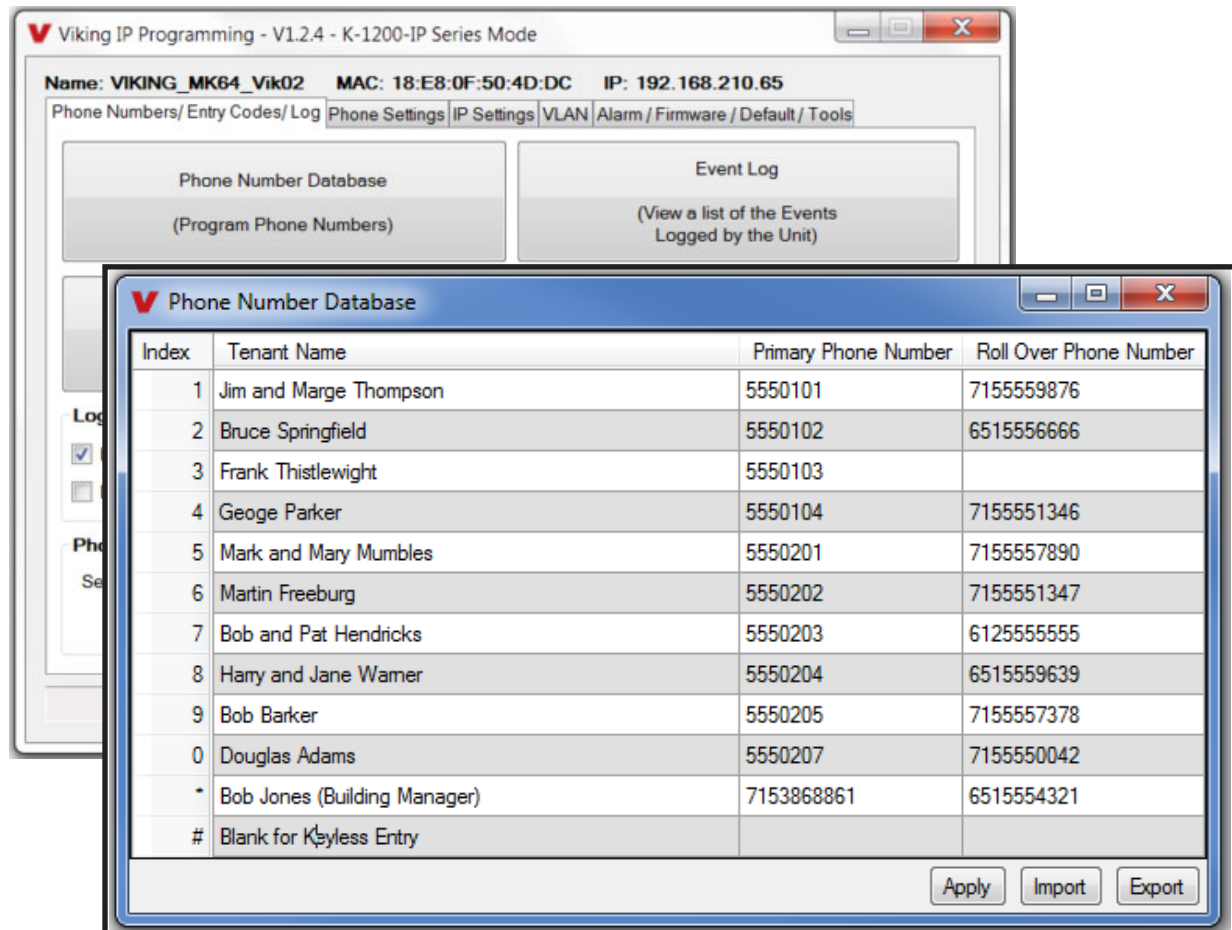 Viking IP Programming - V1.2.4 - K-1200-IP Series Mode
Name: VIKING_MK64_Vik02 MAC: 18:E8:0F:50:4D:DC IP: 192.168.210.65
Phone Numbers/ Entry Codes/ Log Phone Settings IP Settings VLAN Alarm / Firmware / Default / Tools
Phone Number Database
(Program Phone Numbers)
Event Log
(View a list of the Events
Logged by the Unit)
Phone Number Database
Index Tenant Name Primary Phone Number Roll Over Phone Number
1 Jim and Marge Thompson 5550101 7155559876
2 Bruce Springfield 5550102 6515556666
3 Frank Thistlewight 5550103
4 Geoge Parker 5550104 7155551346
5 Mark and Mary Mumbles 5550201 7155557890
6 Martin Freeburg 5550202 7155551347
7 Bob and Pat Hendricks 5550203 6125555555
8 Harry and Jane Warner 5550204 6515559639
9 Bob Barker 5550205 7155557378
0 Douglas Adams 5550207 7155550042
* Bob Jones (Building Manager) 7153868861 6515554321
# Blank for Keyless Entry
Apply Import Export